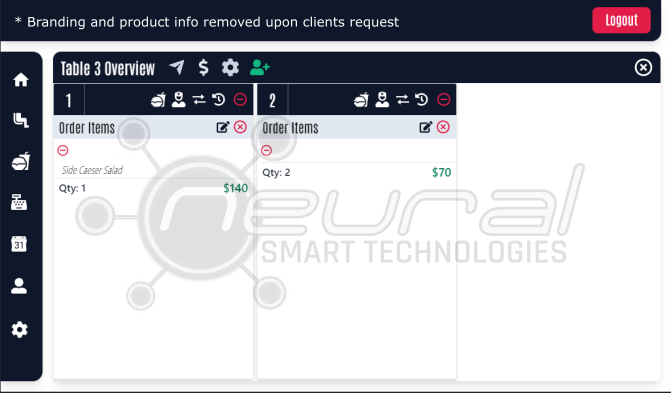 * Branding and product info removed upon clients request
Logout
Table 3 Overview
1
2
Order Items
Order Items
Side Caeser Salad
Qty: 1
$140
Qty: 2
$70
31
neural
SMART TECHNOLOGIES